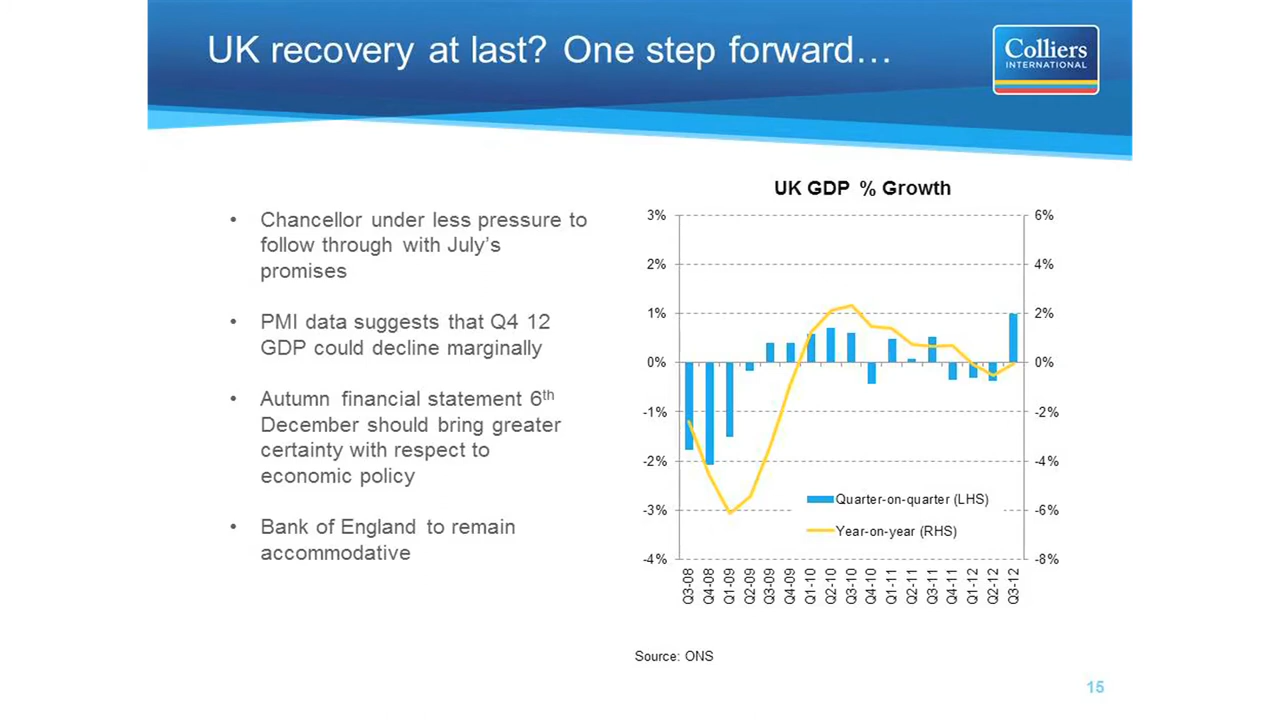 UK recovery at last? One step forward…
Colliers
INTERNATIONAL
• Chancellor under less pressure to
follow through with July's
promises
• PMI data suggests that Q4 12
GDP could decline marginally
• Autumn financial statement 6th
December should bring greater
certainty with respect to
economic policy
• Bank of England to remain
accommodative
UK GDP % Growth
3% 6%
2% 4%
1% 2%
0% 0%
-1% -2%
-2% -4%
-3% -6%
-4% -8%
Quarter-on-quarter (LHS)
Year-on-year (RHS)
Q3-08 Q4-08 Q1-09 Q2-09 Q3-09 Q4-09 Q1-10 Q2-10 Q3-10 Q4-10 Q1-11 Q2-11 Q3-11 Q4-11 Q1-12 Q2-12 Q3-12
Source: ONS
15